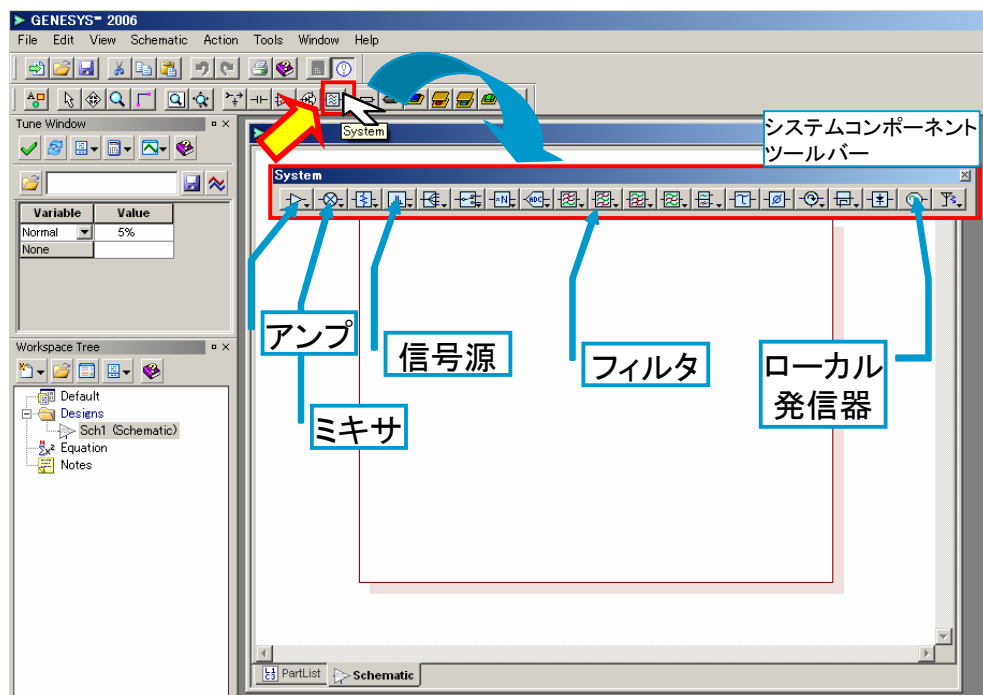 GENESYS™ 2006
File Edit View Schematic Action Tools Window Help
System
Tune Window
システムコンポーネント
ツールバー
System
×N
ADC
Variable Value
Normal 5%
None
アンプ
信号源
フィルタ
ローカル
発信器
ミキサ
Workspace Tree
Default
Designs
Sch1 (Schematic)
Equation
Notes
PartList Schematic